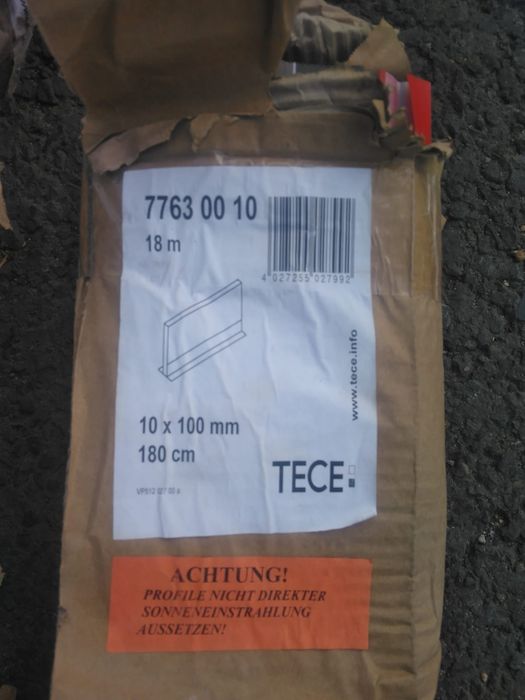 7763 00 10
18 m
4 027255 027992
www.tece.info
10 x 100 mm
180 cm
TECE
ACHTUNG!
PROFILE NICHT DIREKTER
SONNENEINSTRAHLUNG
AUSSETZEN!